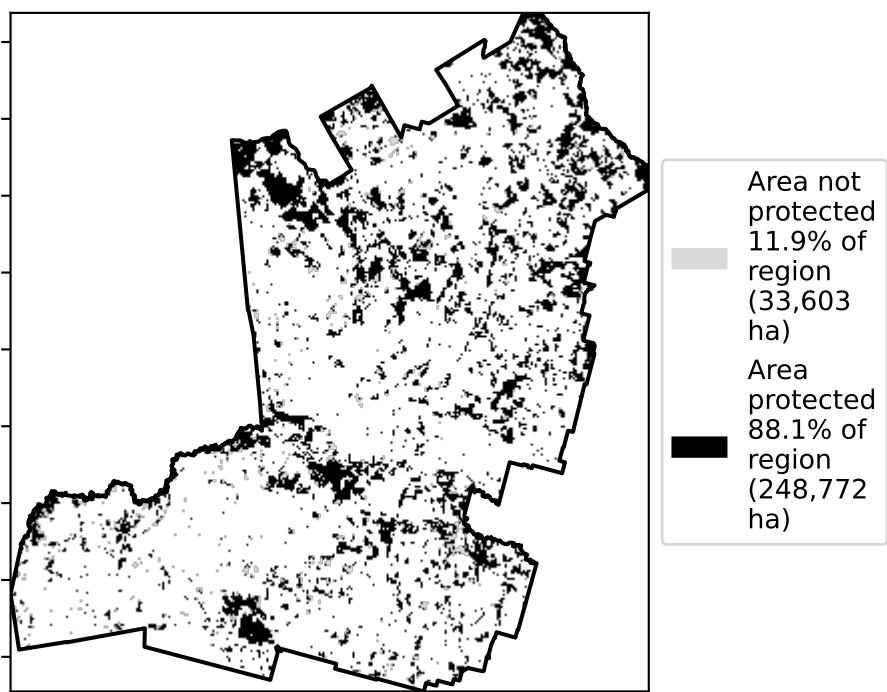 Area not
protected
11.9% of
region
(33,603
ha)
Area
protected
88.1% of
region
(248,772
ha)